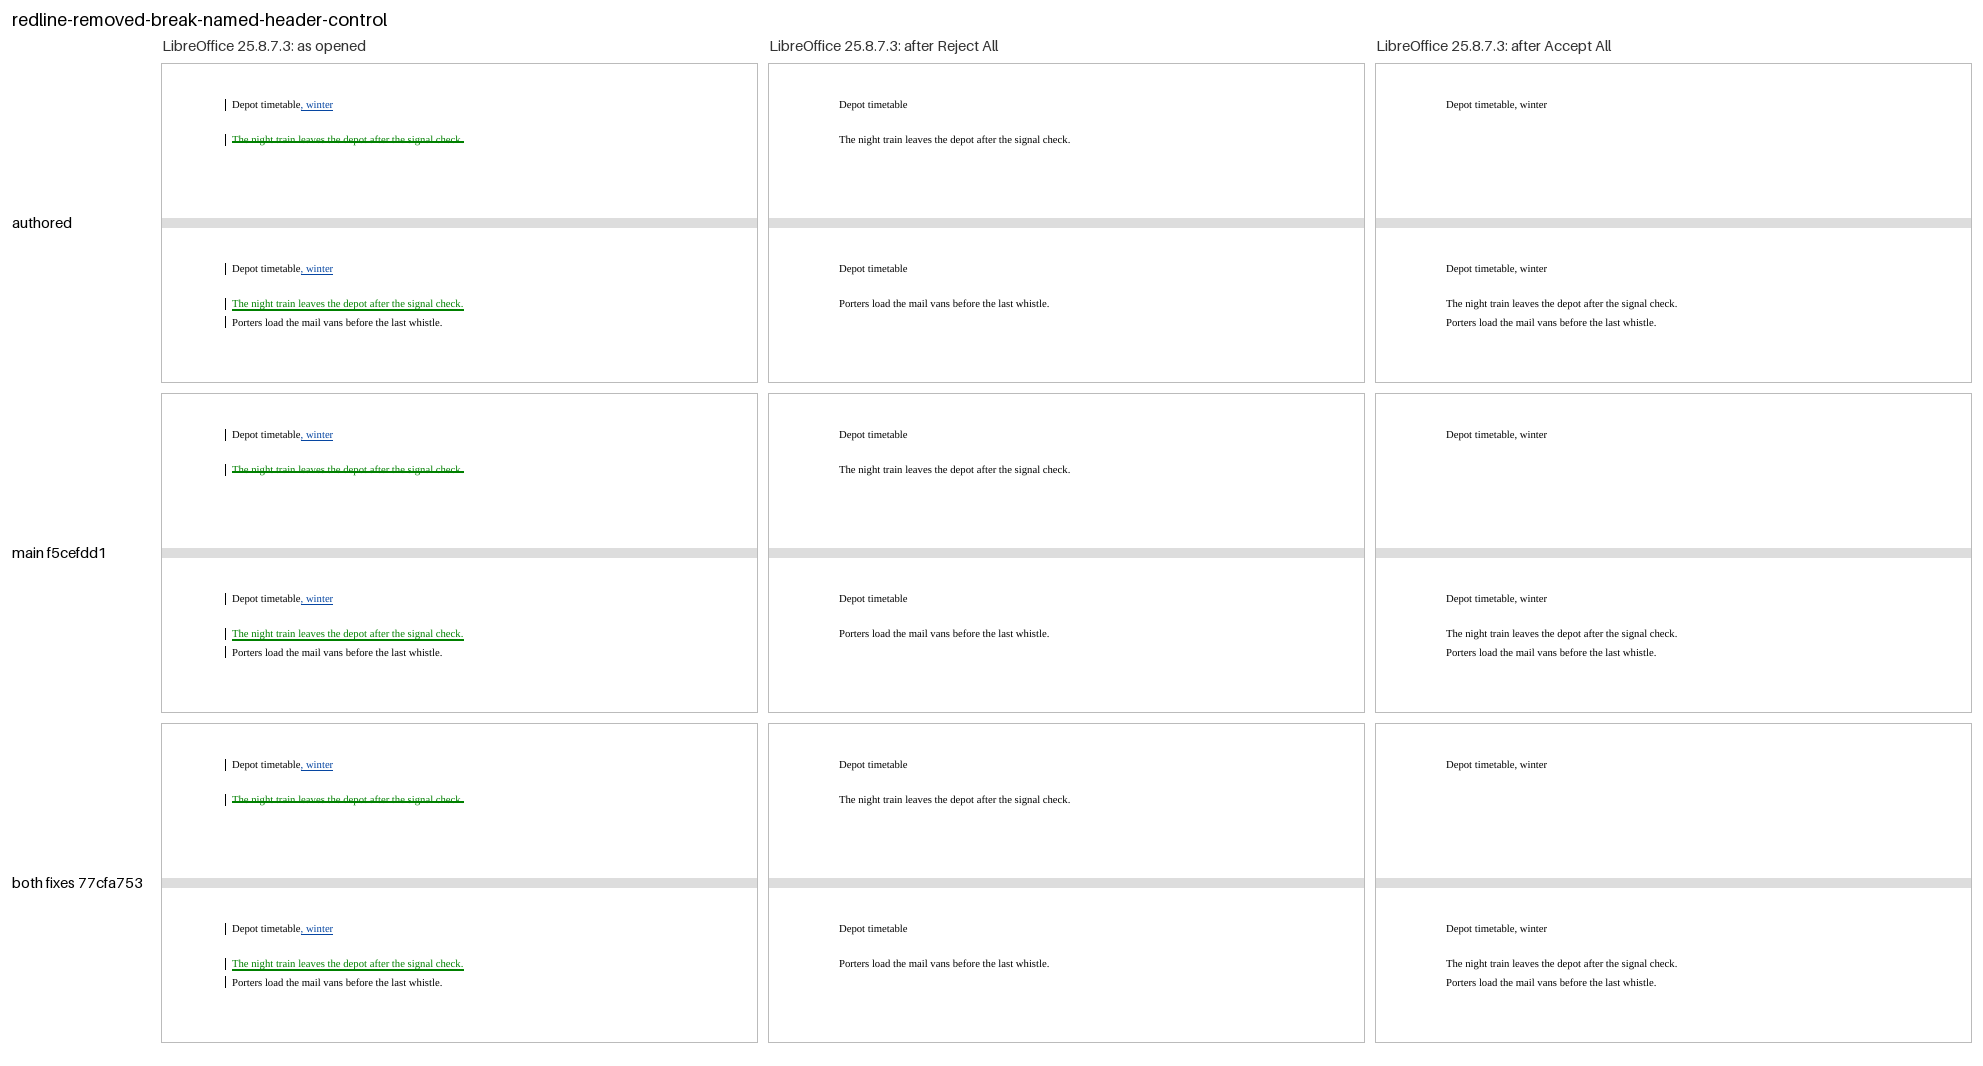 redline-removed-break-named-header-control
LibreOffice 25.8.7.3: as opened
LibreOffice 25.8.7.3: after Reject All
LibreOffice 25.8.7.3: after Accept All
authored
Depot timetable, winter
The night train leaves the depot after the signal check.
Depot timetable, winter
The night train leaves the depot after the signal check.
Porters load the mail vans before the last whistle.
Depot timetable
The night train leaves the depot after the signal check.
Depot timetable
Porters load the mail vans before the last whistle.
Depot timetable, winter
Depot timetable, winter
The night train leaves the depot after the signal check.
Porters load the mail vans before the last whistle.
main f5cefdd1
Depot timetable, winter
The night train leaves the depot after the signal check.
Depot timetable, winter
The night train leaves the depot after the signal check.
Porters load the mail vans before the last whistle.
Depot timetable
The night train leaves the depot after the signal check.
Depot timetable
Porters load the mail vans before the last whistle.
Depot timetable, winter
Depot timetable, winter
The night train leaves the depot after the signal check.
Porters load the mail vans before the last whistle.
both fixes 77cfa753
Depot timetable, winter
The night train leaves the depot after the signal check.
Depot timetable, winter
The night train leaves the depot after the signal check.
Porters load the mail vans before the last whistle.
Depot timetable
The night train leaves the depot after the signal check.
Depot timetable
Porters load the mail vans before the last whistle.
Depot timetable, winter
Depot timetable, winter
The night train leaves the depot after the signal check.
Porters load the mail vans before the last whistle.